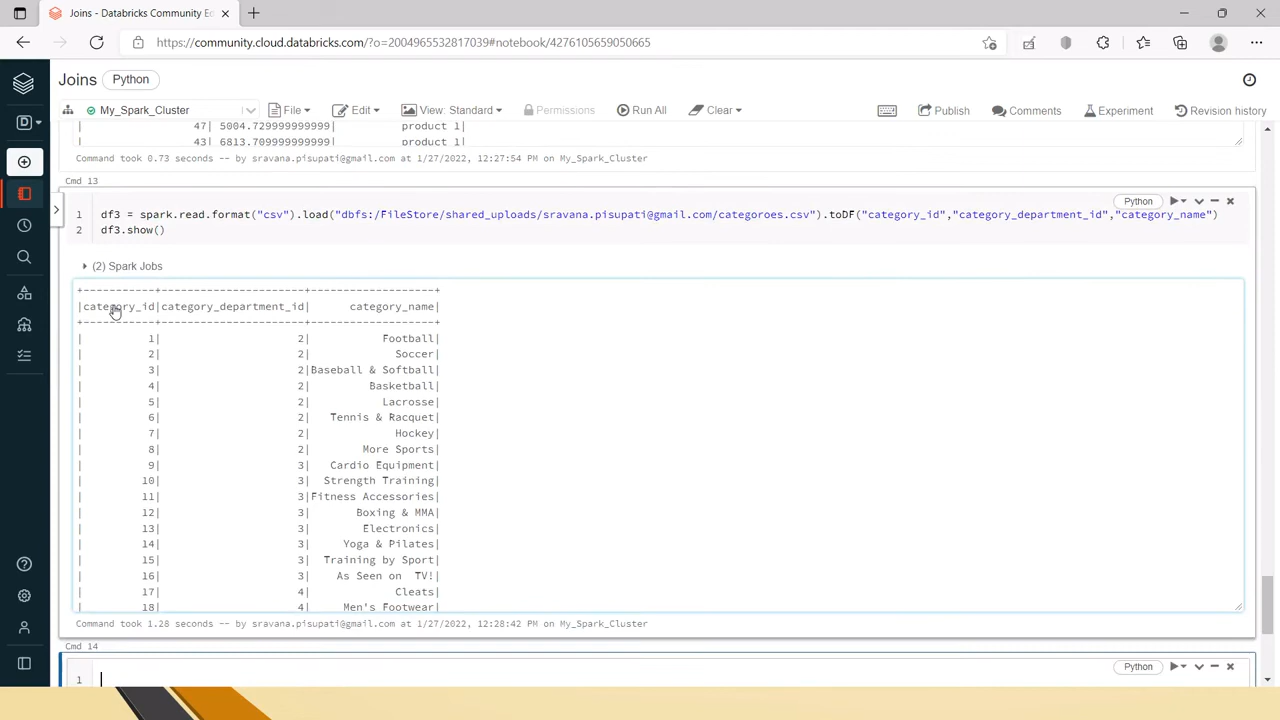 Joins - Databricks Community Ed
https://community.cloud.databricks.com/?o=2004965532817039#notebook/4276105659050665
Joins Python
My_Spark_Cluster File Edit View: Standard Permissions Run All Clear Publish Comments Experiment Revision history
D
| 47| 5004.729999999999| product 1|
| 43| 6813.709999999999| product 1|
Command took 0.73 seconds -- by sravana.pisupati@gmail.com at 1/27/2022, 12:27:54 PM on My_Spark_Cluster
Cmd 13
Python
1 df3 = spark.read.format("csv").load("dbfs:/FileStore/shared_uploads/sravana.pisupati@gmail.com/categoroes.csv").toDF("category_id","category_department_id","category_name")
2 df3.show()
(2) Spark Jobs
+-----------+----------------------+-------------------+
|category_id|category_department_id| category_name|
+-----------+----------------------+-------------------+
| 1| 2| Football|
| 2| 2| Soccer|
| 3| 2|Baseball & Softball|
| 4| 2| Basketball|
| 5| 2| Lacrosse|
| 6| 2| Tennis & Racquet|
| 7| 2| Hockey|
| 8| 2| More Sports|
| 9| 3| Cardio Equipment|
| 10| 3| Strength Training|
| 11| 3|Fitness Accessories|
| 12| 3| Boxing & MMA|
| 13| 3| Electronics|
| 14| 3| Yoga & Pilates|
| 15| 3| Training by Sport|
| 16| 3| As Seen on  TV!|
| 17| 4| Cleats|
| 18| 4| Men's Footwear|
Command took 1.28 seconds -- by sravana.pisupati@gmail.com at 1/27/2022, 12:28:42 PM on My_Spark_Cluster
Cmd 14
Python
1